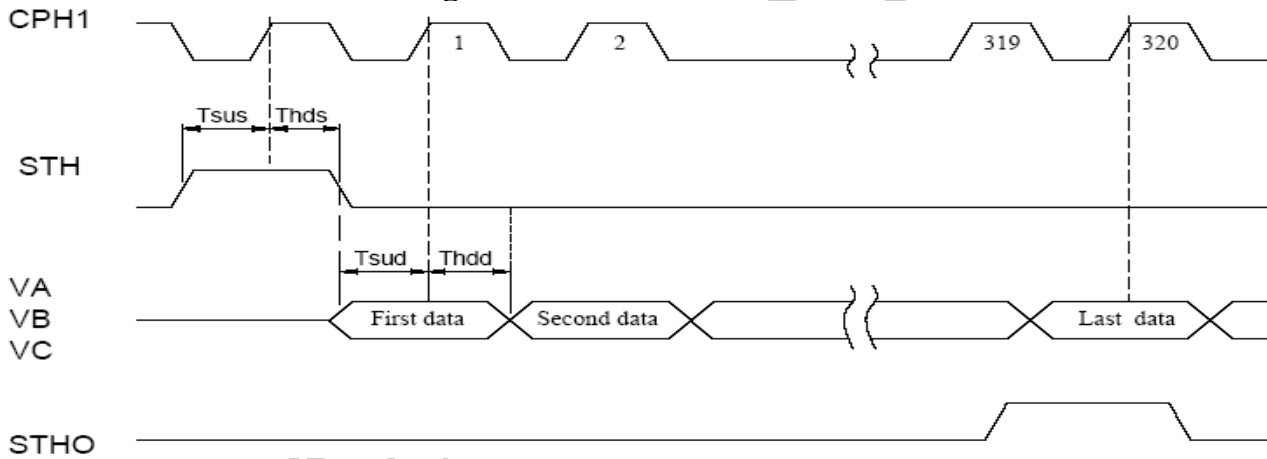 CPH1
1 2 319 320
Tsus Thds
STH
Tsud Thdd
VA
VB
VC
First data Second data Last data
STHO